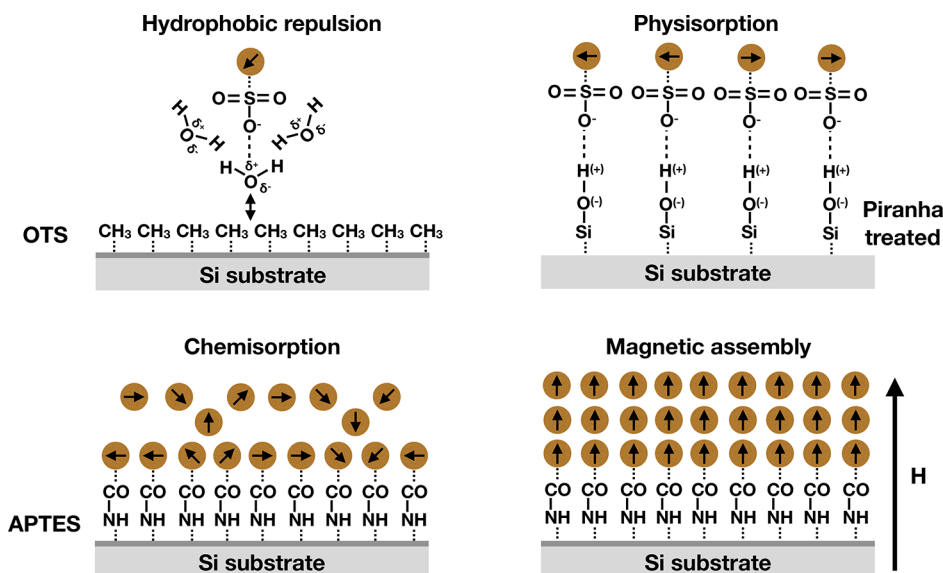 Hydrophobic repulsion
O=S=O
O⁻
H H
δ⁺
O
δ⁻
H H
δ⁺
O
δ⁻
H δ⁺ H
O δ⁻
OTS
CH₃ CH₃ CH₃ CH₃ CH₃ CH₃ CH₃ CH₃ CH₃
Si substrate
Physisorption
O=S=O O=S=O O=S=O O=S=O
O⁻ O⁻ O⁻ O⁻
H(+) H(+) H(+) H(+)
O(-) O(-) O(-) O(-)
Si Si Si Si
Piranha
treated
Si substrate
Chemisorption
CO CO CO CO CO CO CO CO CO
NH NH NH NH NH NH NH NH NH
APTES
Si substrate
Magnetic assembly
H
CO CO CO CO CO CO CO CO CO
NH NH NH NH NH NH NH NH NH
Si substrate